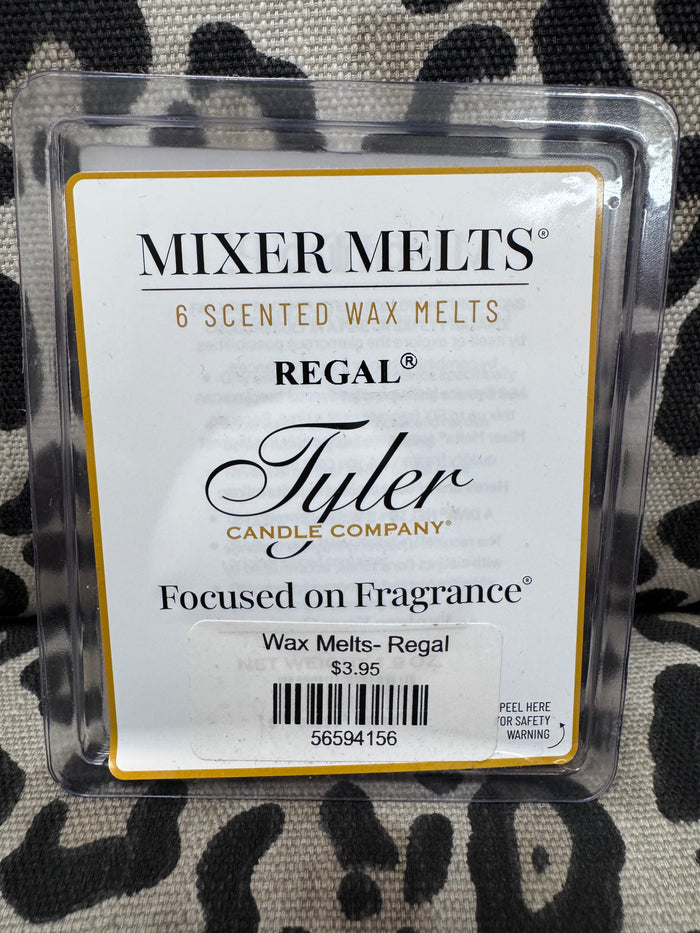 MIXER MELTS®
6 SCENTED WAX MELTS
REGAL®
Tyler
CANDLE COMPANY®
Focused on Fragrance®
Wax Melts- Regal
$3.95
56594156
PEEL HERE
FOR SAFETY
WARNING